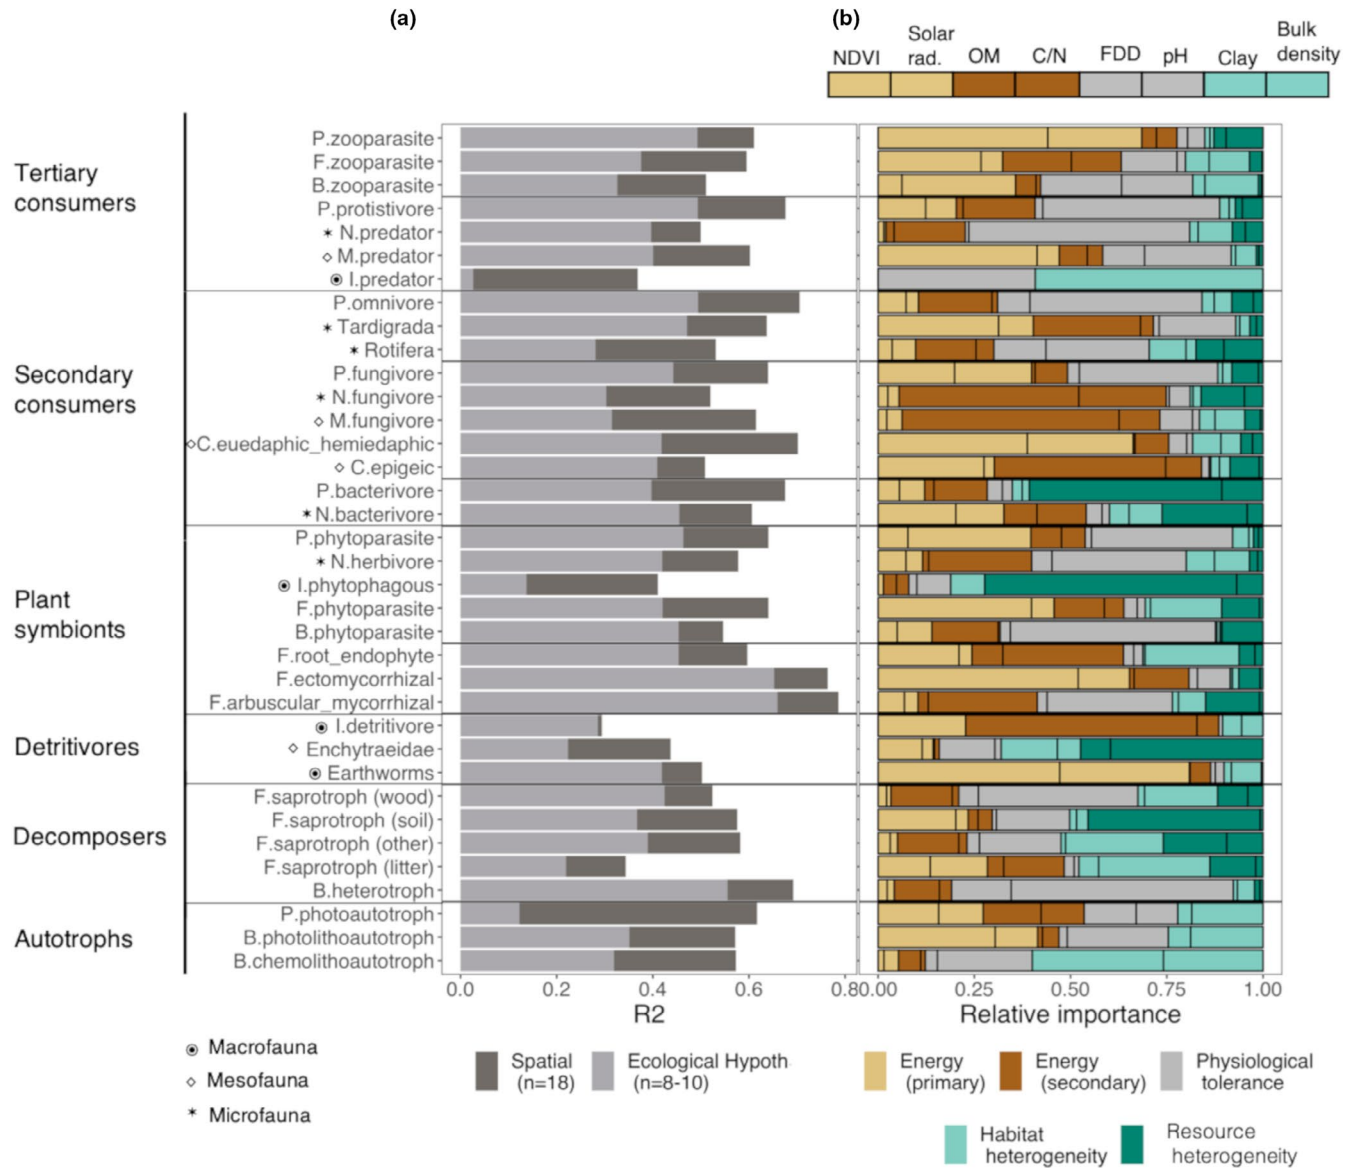 (a)
(b)
NDVI
Solar
rad.
OM
C/N
FDD
pH
Clay
Bulk
density
Tertiary
consumers
P.zooparasite
F.zooparasite
B.zooparasite
P.protistivore
N.predator
M.predator
I.predator
Secondary
consumers
P.omnivore
Tardigrada
Rotifera
P.fungivore
N.fungivore
M.fungivore
C.euedaphic_hemiedaphic
C.epigeic
P.bacterivore
N.bacterivore
Plant
symbionts
P.phytoparasite
N.herbivore
I.phytophagous
F.phytoparasite
B.phytoparasite
F.root_endophyte
F.ectomycorrhizal
F.arbuscular_mycorrhizal
Detritivores
I.detritivore
Enchytraeidae
Earthworms
Decomposers
F.saprotroph (wood)
F.saprotroph (soil)
F.saprotroph (other)
F.saprotroph (litter)
B.heterotroph
Autotrophs
P.photoautotroph
B.photolithoautotroph
B.chemolithoautotroph
0.0 0.2 0.4 0.6 0.8
R2
0.00 0.25 0.50 0.75 1.00
Relative importance
Macrofauna
Mesofauna
Microfauna
Spatial
(n=18)
Ecological Hypoth
(n=8-10)
Energy
(primary)
Energy
(secondary)
Physiological
tolerance
Habitat
heterogeneity
Resource
heterogeneity